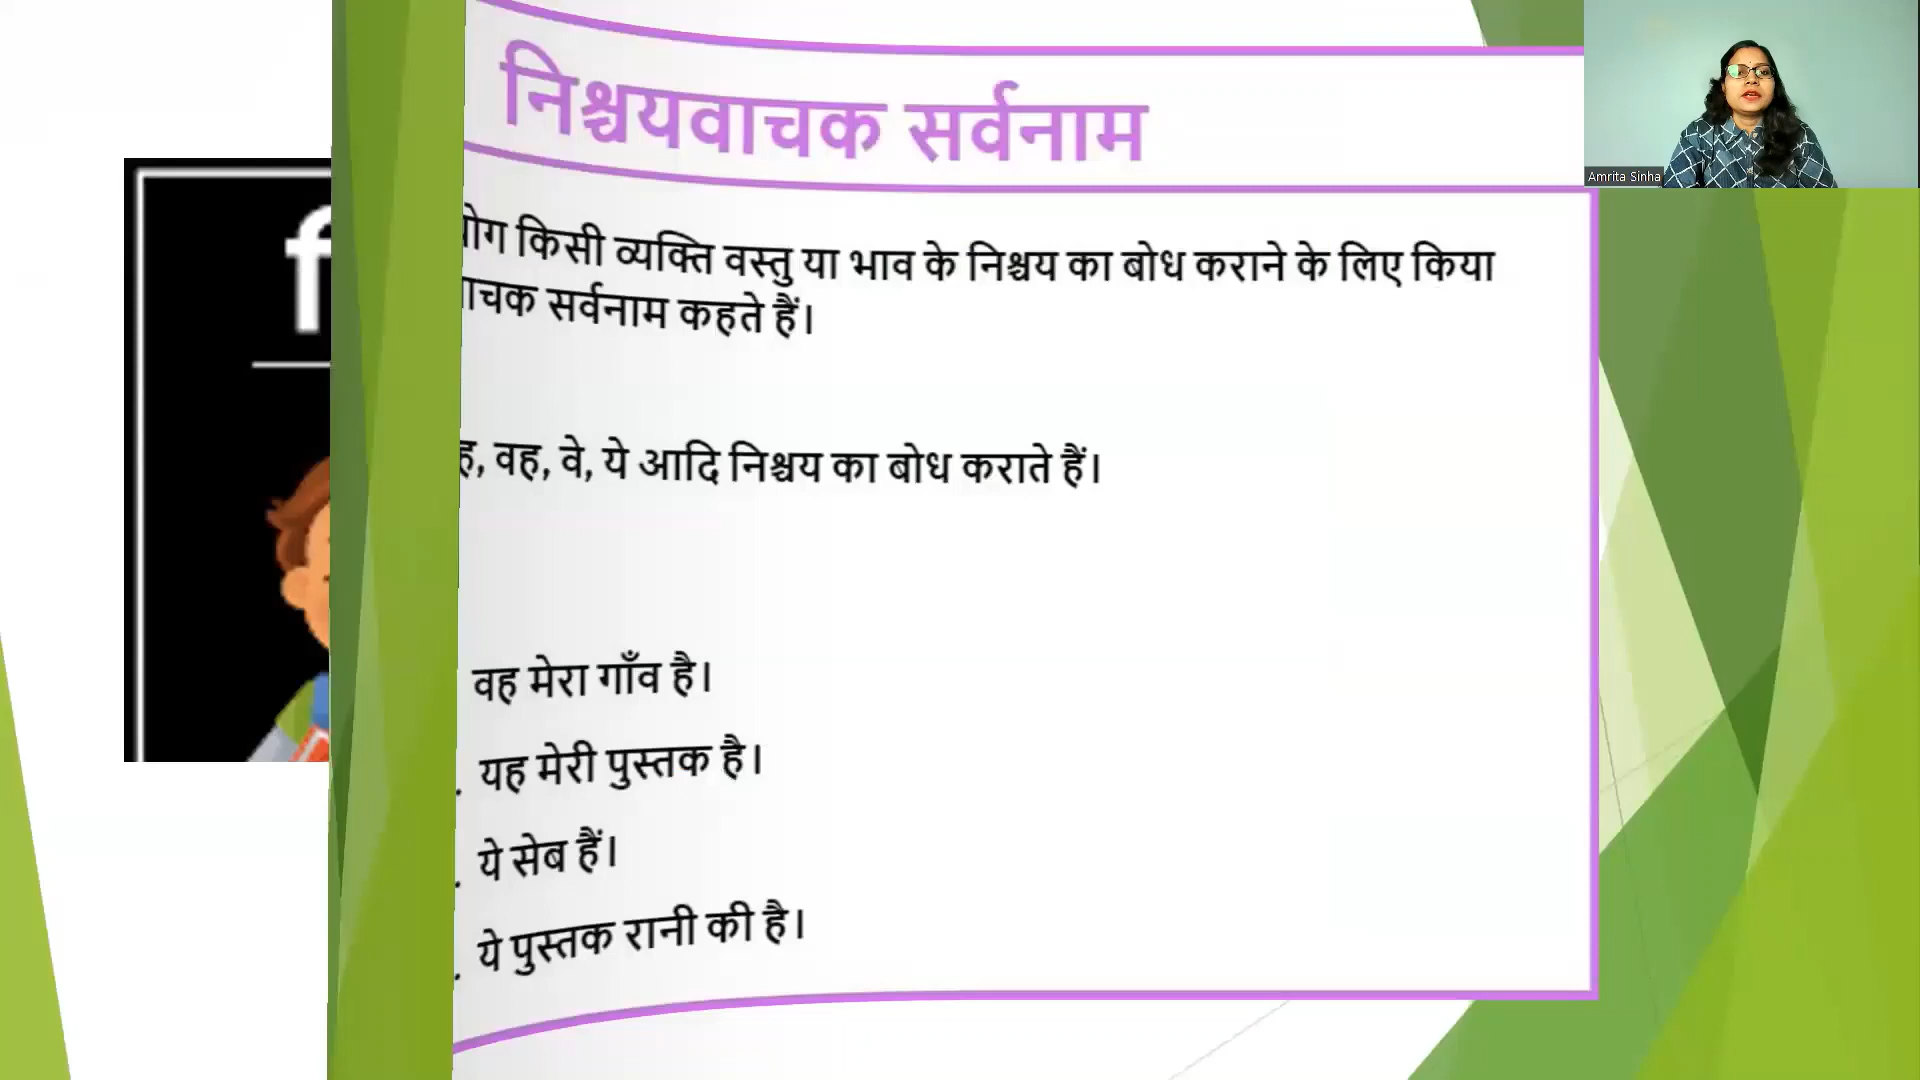 निश्चयवाचक सर्वनाम
किसी व्यक्ति वस्तु या भाव के निश्चय का बोध कराने के लिए किया
सर्वनाम कहते हैं।
वह, वे, ये आदि निश्चय का बोध कराते हैं।
वह मेरा गाँव है।
यह मेरी पुस्तक है।
ये सेब हैं।
ये पुस्तक रानी की है।
Amrita Sinha